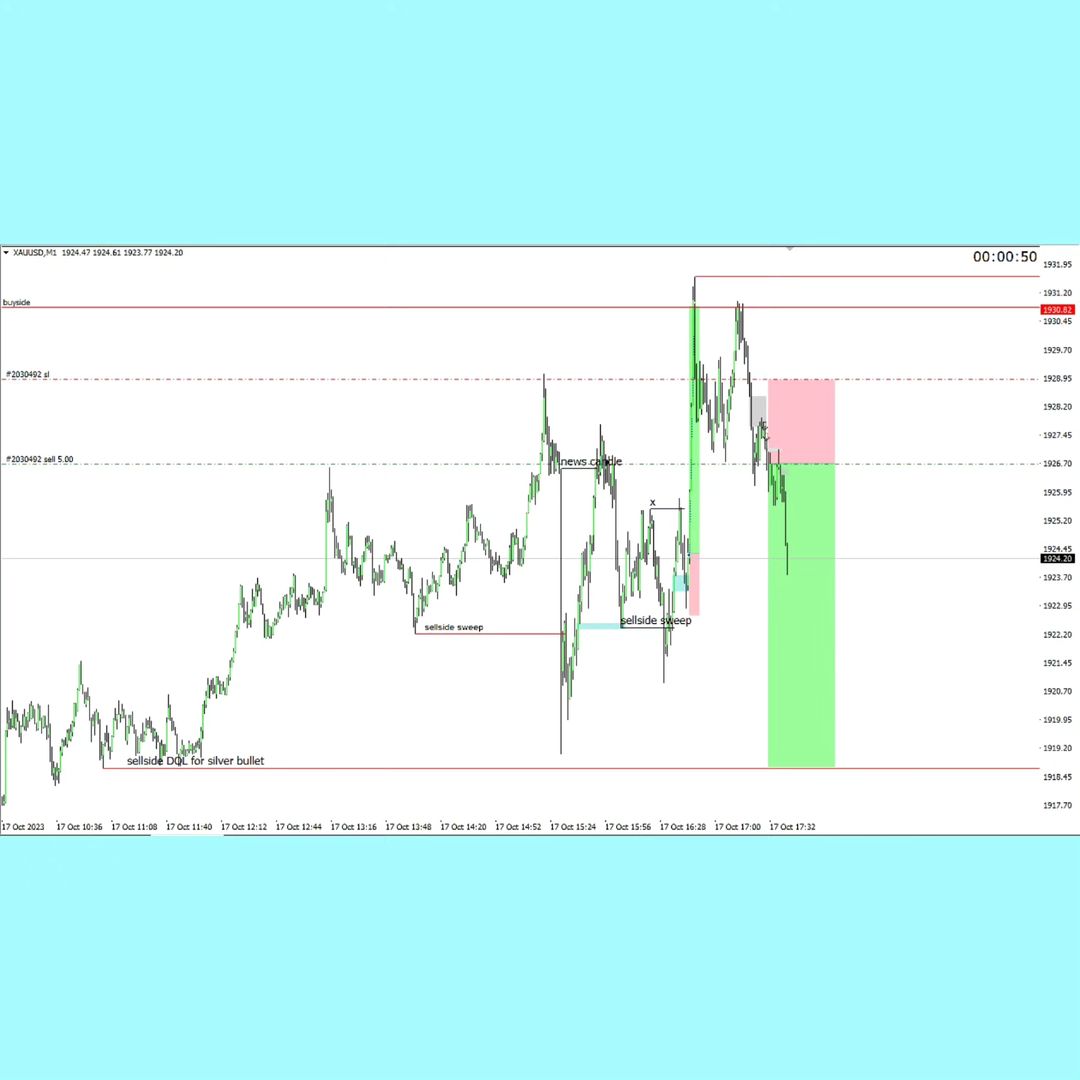 XAUUSD,M1 1924.47 1924.61 1923.77 1924.20
00:00:50
1931.95
1931.20
buyside
1930.82
1930.45
1929.70
#2030492 sl
1928.95
1928.20
1927.45
#2030492 sell 5.00
news candle
1926.70
1925.95
x
1925.20
1924.45
1924.20
1923.70
1922.95
sellside sweep
sellside sweep
1922.20
1921.45
1920.70
1919.95
1919.20
sellside DOL for silver bullet
1918.45
1917.70
17 Oct 2023 17 Oct 10:36 17 Oct 11:08 17 Oct 11:40 17 Oct 12:12 17 Oct 12:44 17 Oct 13:16 17 Oct 13:48 17 Oct 14:20 17 Oct 14:52 17 Oct 15:24 17 Oct 15:56 17 Oct 16:28 17 Oct 17:00 17 Oct 17:32